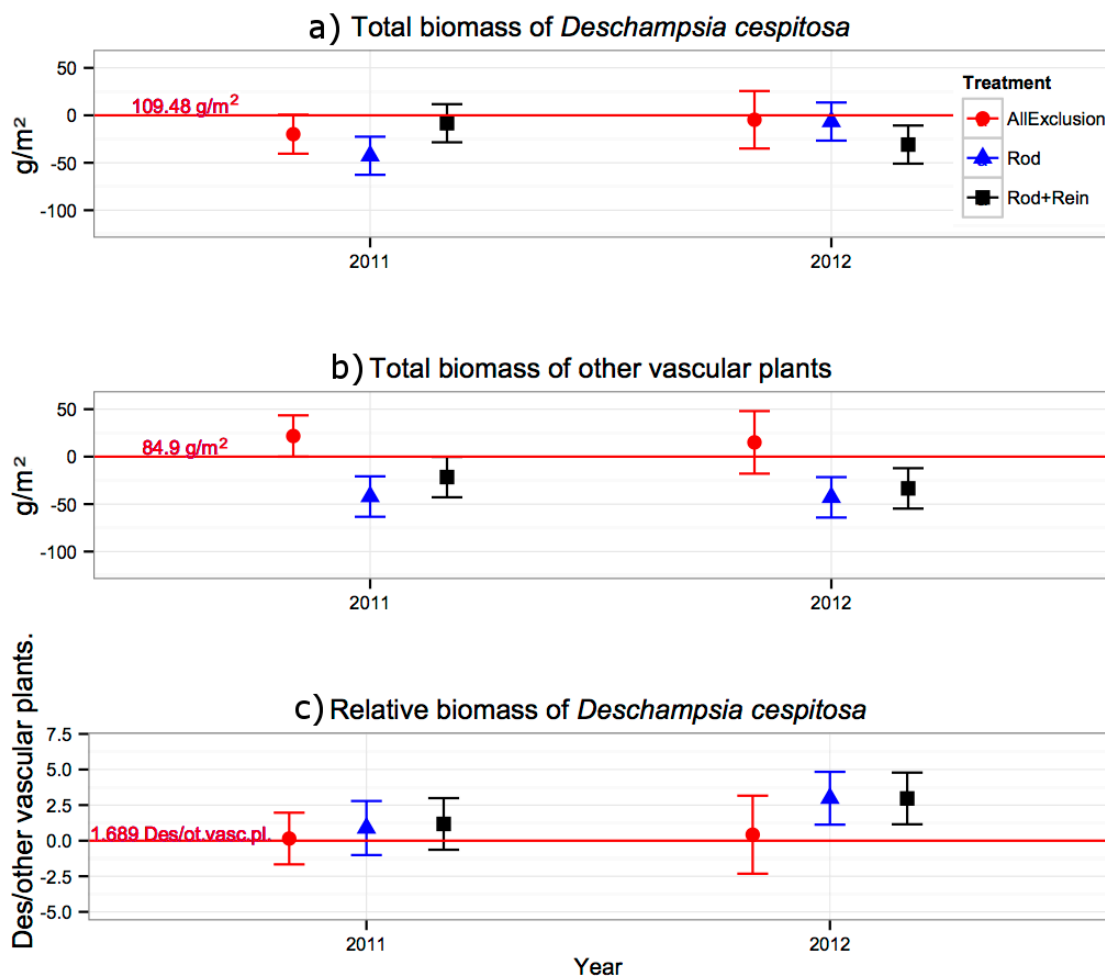 a) Total biomass of Deschampsia cespitosa
50
0
-50
-100
g/m²
109.48 g/m²
Treatment
AllExclusion
Rod
Rod+Rein
2011
2012
b) Total biomass of other vascular plants
50
0
-50
-100
g/m²
84.9 g/m²
2011
2012
c) Relative biomass of Deschampsia cespitosa
7.5
5.0
2.5
0.0
-2.5
-5.0
Des/other vascular plants.
1.689 Des/ot.vasc.pl.
2011
2012
Year